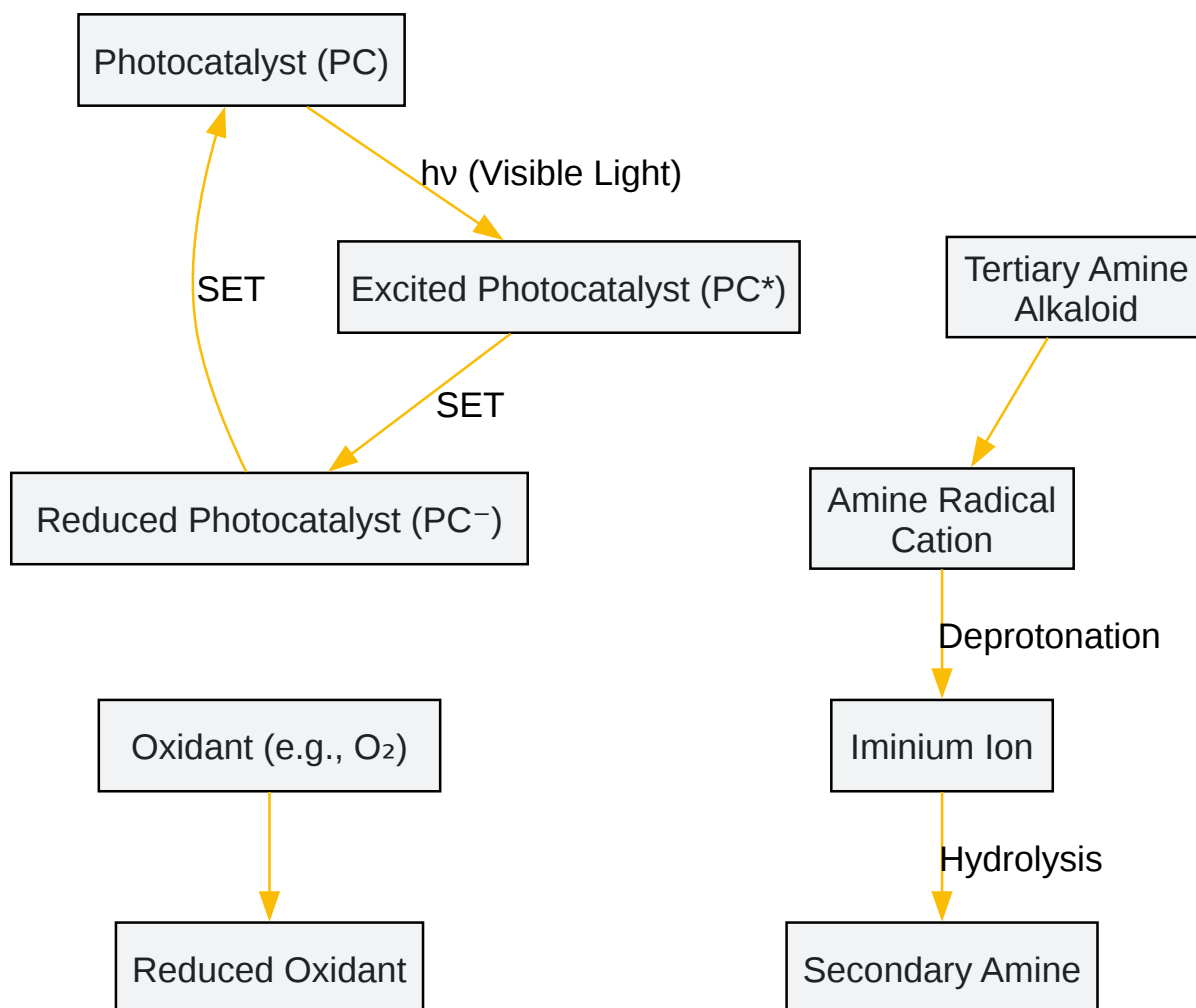 Photocatalyst (PC)
hν (Visible Light)
Excited Photocatalyst (PC*)
Tertiary Amine
Alkaloid
SET
SET
Reduced Photocatalyst (PC⁻)
Amine Radical
Cation
Deprotonation
Oxidant (e.g., O₂)
Iminium Ion
Hydrolysis
Reduced Oxidant
Secondary Amine